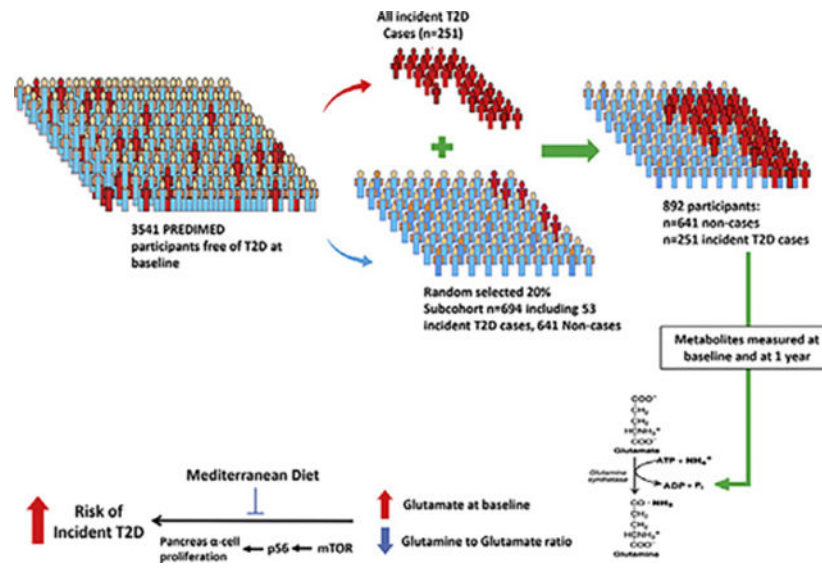 All incident T2D
Cases (n=251)
3541 PREDIMED
participants free of T2D at
baseline
Random selected 20%
Subcohort n=694 including 53
incident T2D cases, 641 Non-cases
892 participants:
n=641 non-cases
n=251 incident T2D cases
Metabolites measured at
baseline and at 1 year
COO⁻
CH₂
CH₂
HCNH₃⁺
COO⁻
Glutamate
Glutamine
synthetase
ATP + NH₄⁺
ADP + Pᵢ
CO - NH₂
CH₂
CH₂
HCNH₃⁺
COO⁻
Glutamine
Mediterranean Diet
Risk of
Incident T2D
Pancreas α-cell
proliferation
p56
mTOR
Glutamate at baseline
Glutamine to Glutamate ratio